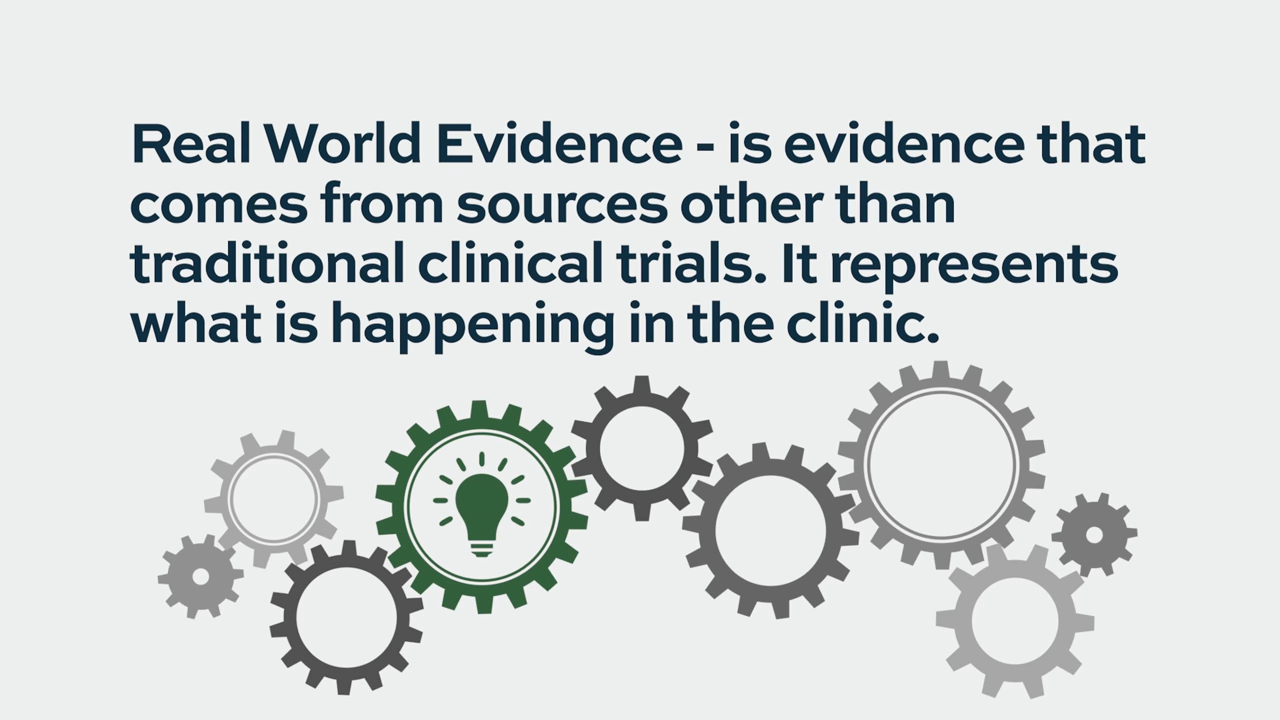 Real World Evidence - is evidence that
comes from sources other than
traditional clinical trials. It represents
what is happening in the clinic.